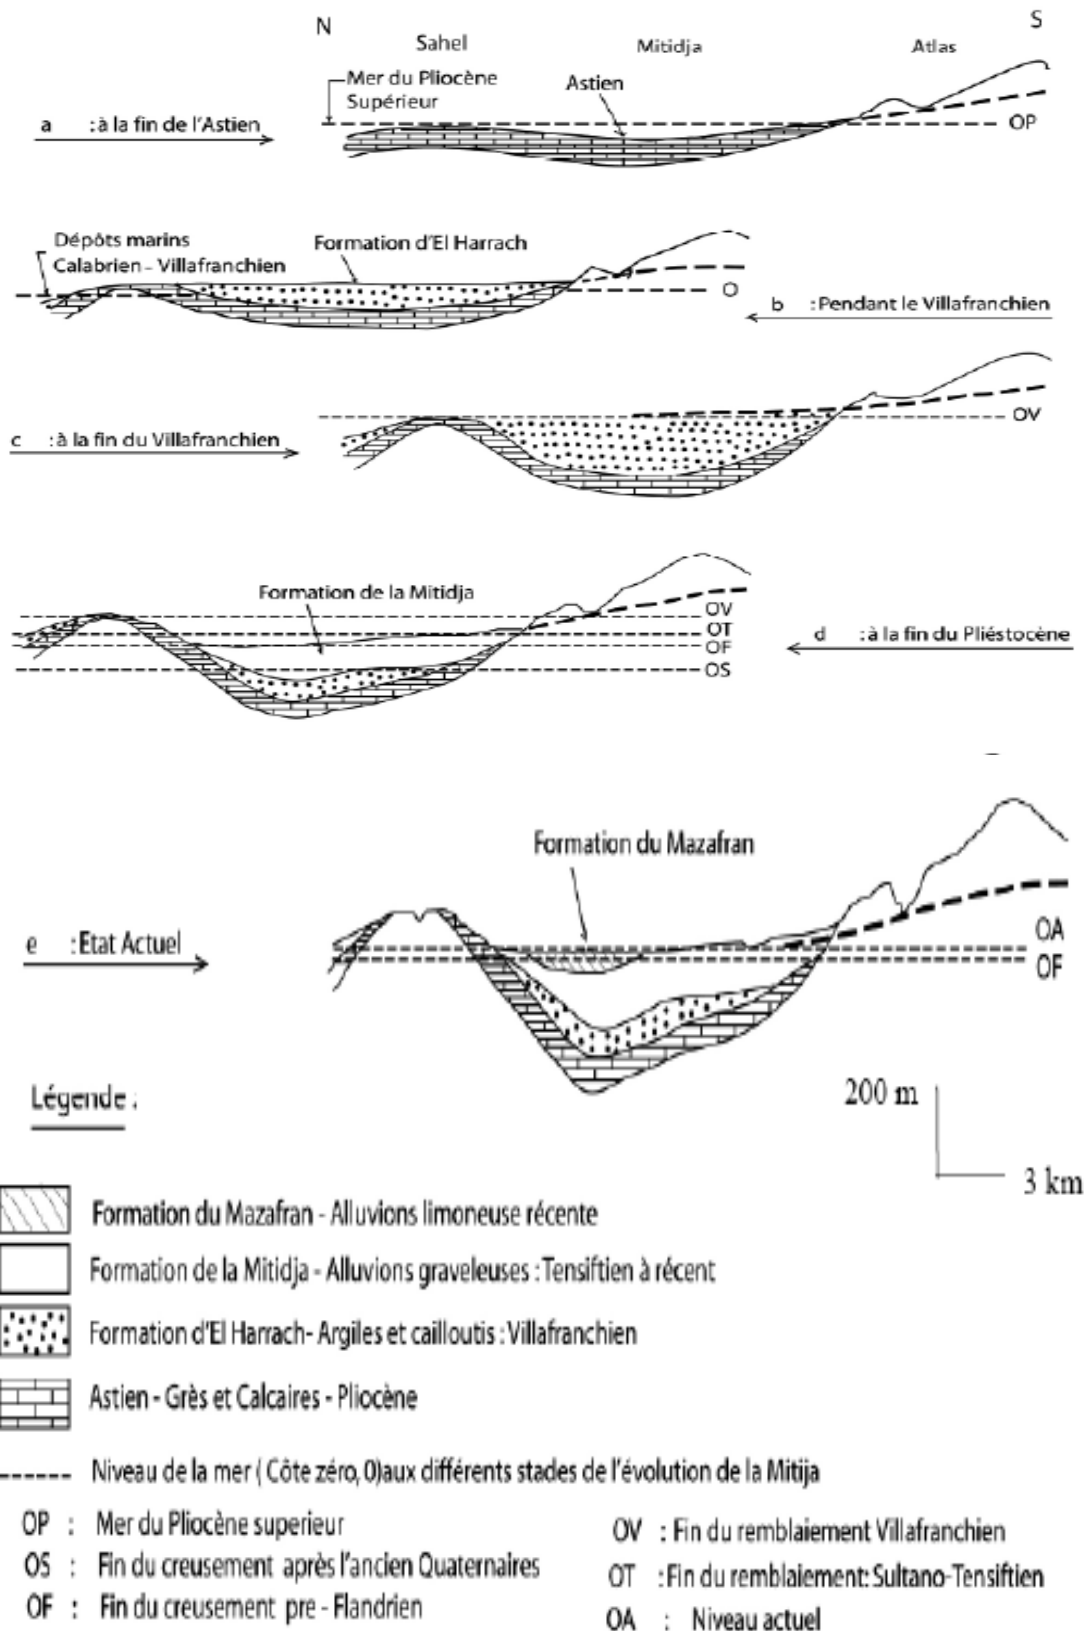 N
S
Sahel
Mitidja
Atlas
Mer du Pliocène
Supérieur
Astien
a : à la fin de l'Astien
OP
Dépôts marins
Calabrien - Villafranchien
Formation d'El Harrach
O
b : Pendant le Villafranchien
c : à la fin du Villafranchien
OV
Formation de la Mitidja
OV
OT
OF
OS
d : à la fin du Pliéstocène
Formation du Mazafran
e : Etat Actuel
OA
OF
Légende :
200 m
3 km
Formation du Mazafran - Alluvions limoneuse récente
Formation de la Mitidja - Alluvions graveleuses : Tensiftien à récent
Formation d'El Harrach- Argiles et cailloutis : Villafranchien
Astien - Grès et Calcaires - Pliocène
Niveau de la mer ( Côte zéro, 0)aux différents stades de l'évolution de la Mitija
OP : Mer du Pliocène superieur
OS : Fin du creusement après l'ancien Quaternaires
OF : Fin du creusement pre - Flandrien
OV : Fin du remblaiement Villafranchien
OT : Fin du remblaiement: Sultano-Tensiftien
OA : Niveau actuel